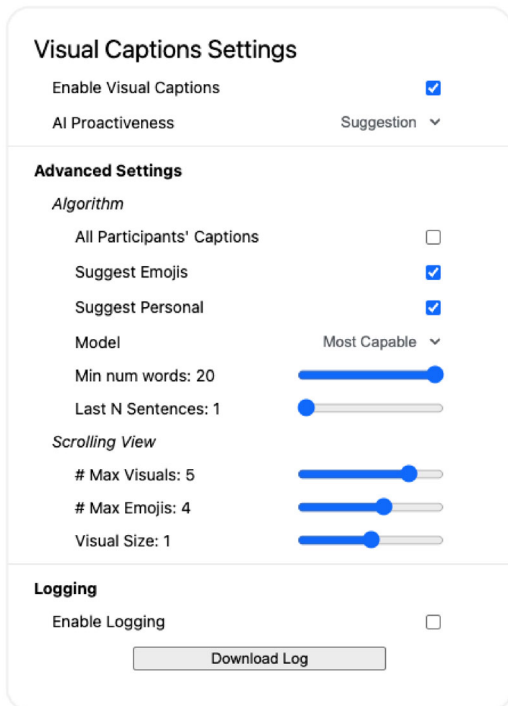 Visual Captions Settings
Enable Visual Captions
AI Proactiveness Suggestion
Advanced Settings
Algorithm
All Participants' Captions
Suggest Emojis
Suggest Personal
Model Most Capable
Min num words: 20
Last N Sentences: 1
Scrolling View
# Max Visuals: 5
# Max Emojis: 4
Visual Size: 1
Logging
Enable Logging
Download Log